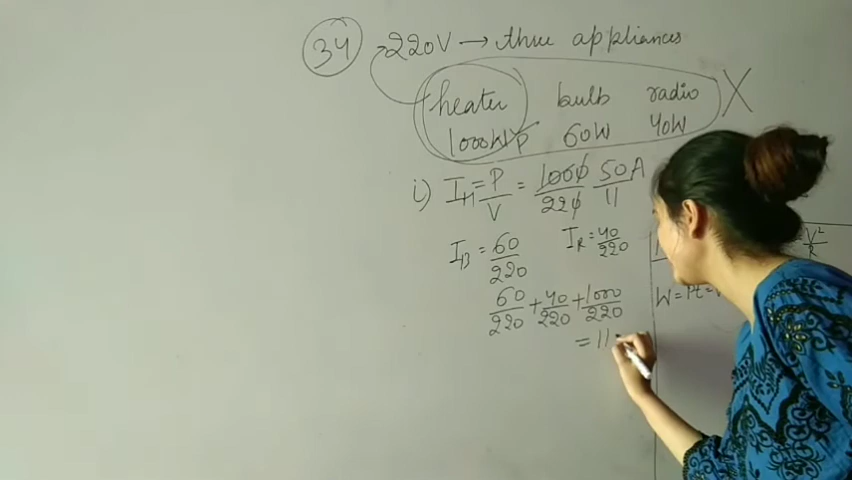 34 220V → three appliances
heater bulb radio X
1000W P 60W 40W
i) I_H = P/V = 1000/220 50/11 A
I_B = 60/220 I_R = 40/220
60/220 + 40/220 + 1000/220
= 11
V²/R
W = Pt =